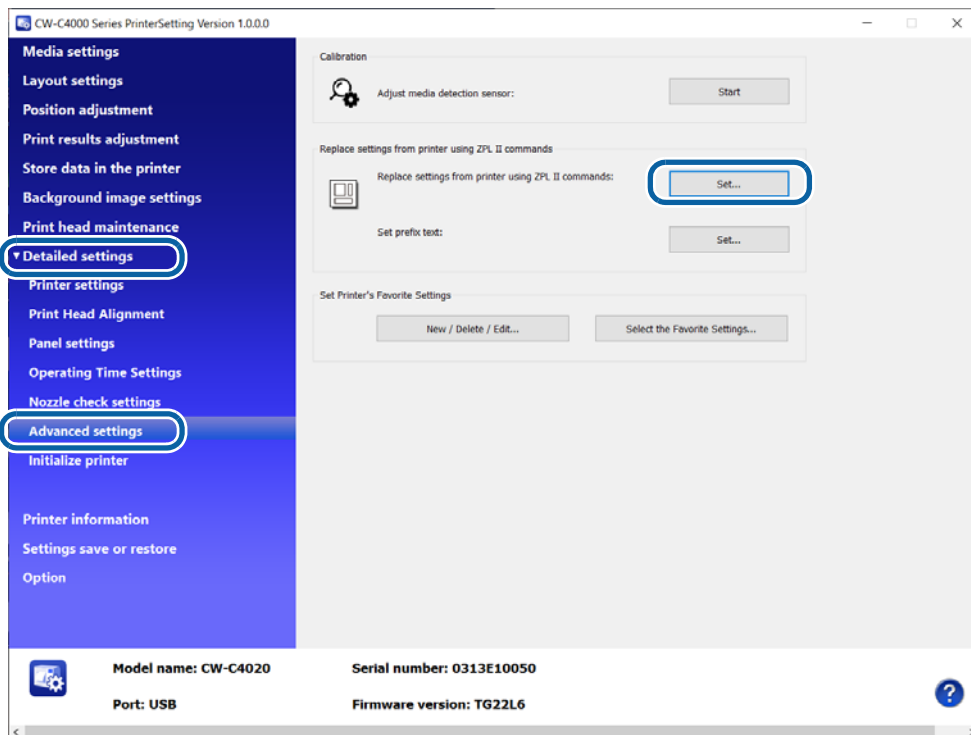 CW-C4000 Series PrinterSetting Version 1.0.0.0
Media settings
Layout settings
Position adjustment
Print results adjustment
Store data in the printer
Background image settings
Print head maintenance
▼Detailed settings
Printer settings
Print Head Alignment
Panel settings
Operating Time Settings
Nozzle check settings
Advanced settings
Initialize printer
Printer information
Settings save or restore
Option
Calibration
Adjust media detection sensor:
Start
Replace settings from printer using ZPL II commands
Replace settings from printer using ZPL II commands:
Set...
Set prefix text:
Set...
Set Printer's Favorite Settings
New / Delete / Edit...
Select the Favorite Settings...
Model name: CW-C4020
Serial number: 0313E10050
Port: USB
Firmware version: TG22L6
?